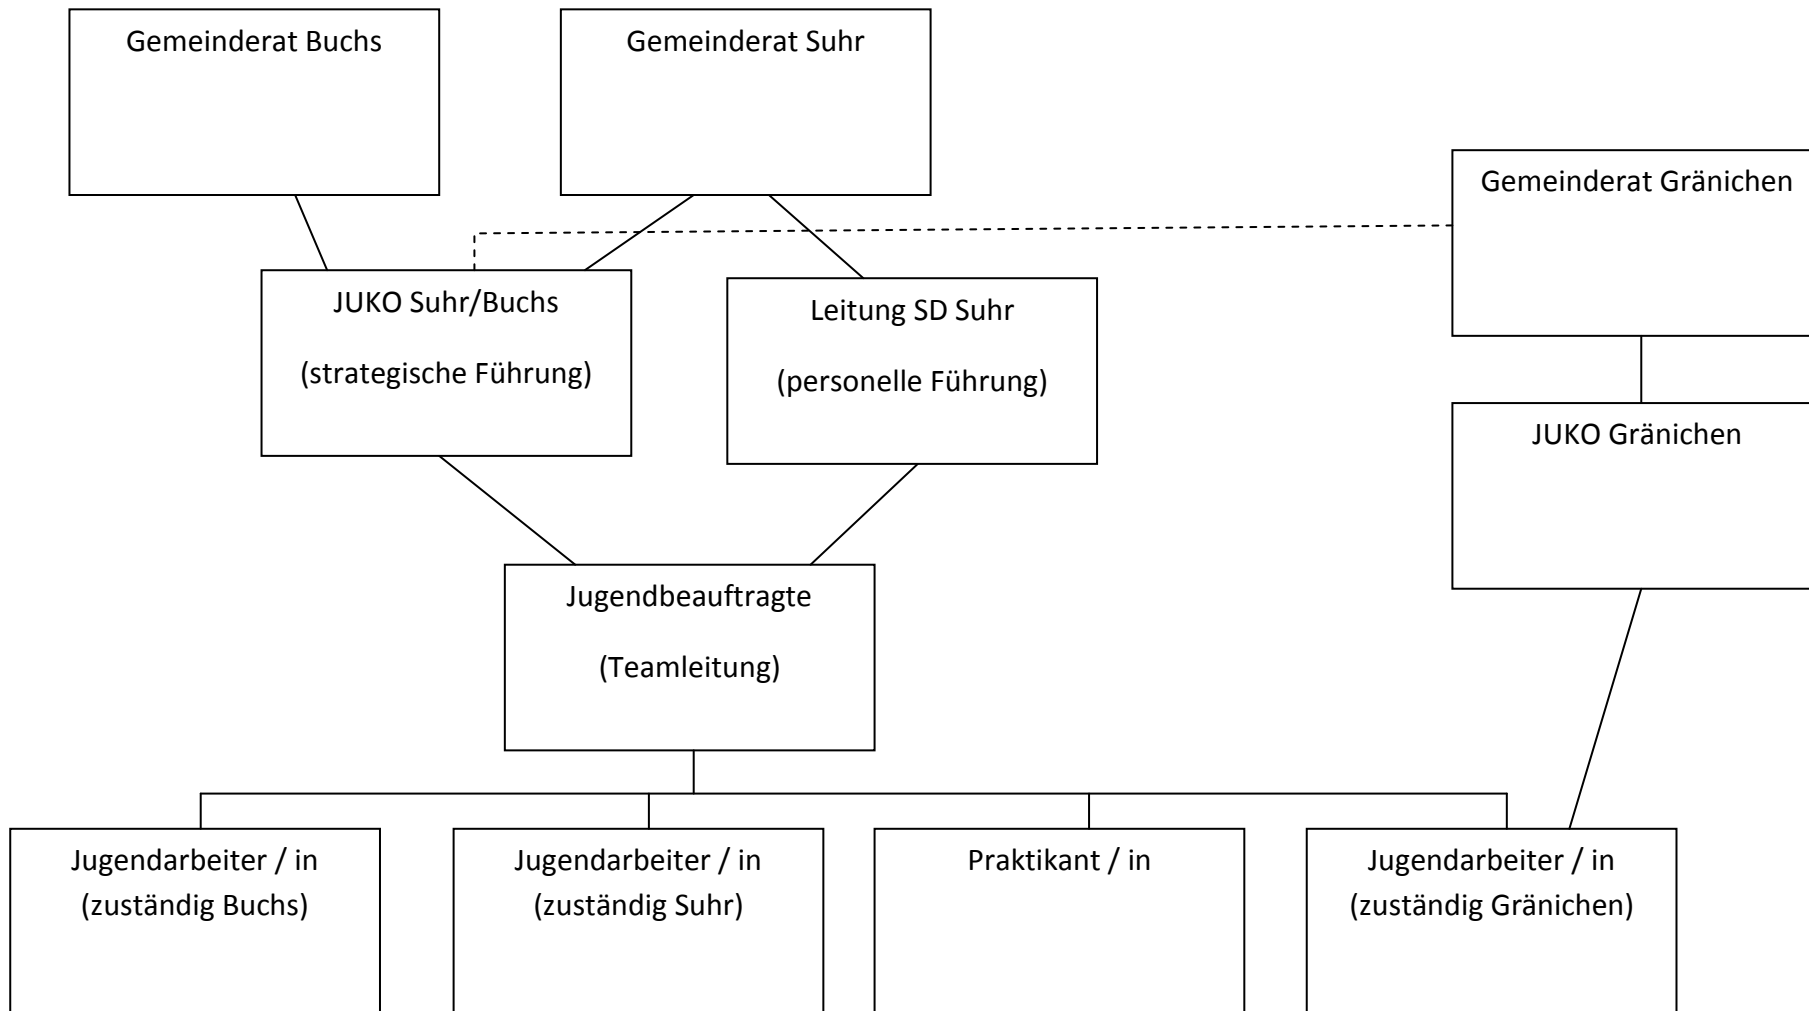 Gemeinderat Buchs
Gemeinderat Suhr
Gemeinderat Gränichen
JUKO Suhr/Buchs
(strategische Führung)
Leitung SD Suhr
(personelle Führung)
JUKO Gränichen
Jugendbeauftragte
(Teamleitung)
Jugendarbeiter / in
(zuständig Buchs)
Jugendarbeiter / in
(zuständig Suhr)
Praktikant / in
Jugendarbeiter / in
(zuständig Gränichen)